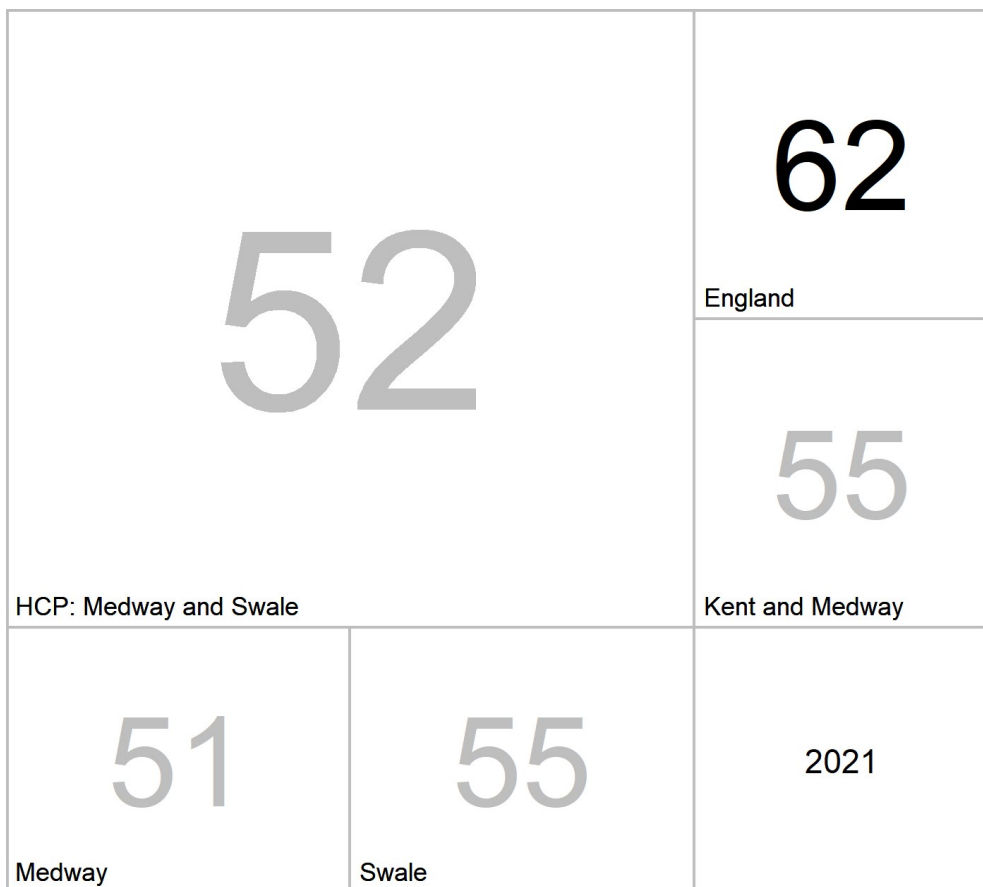 52
HCP: Medway and Swale
62
England
55
Kent and Medway
51
Medway
55
Swale
2021